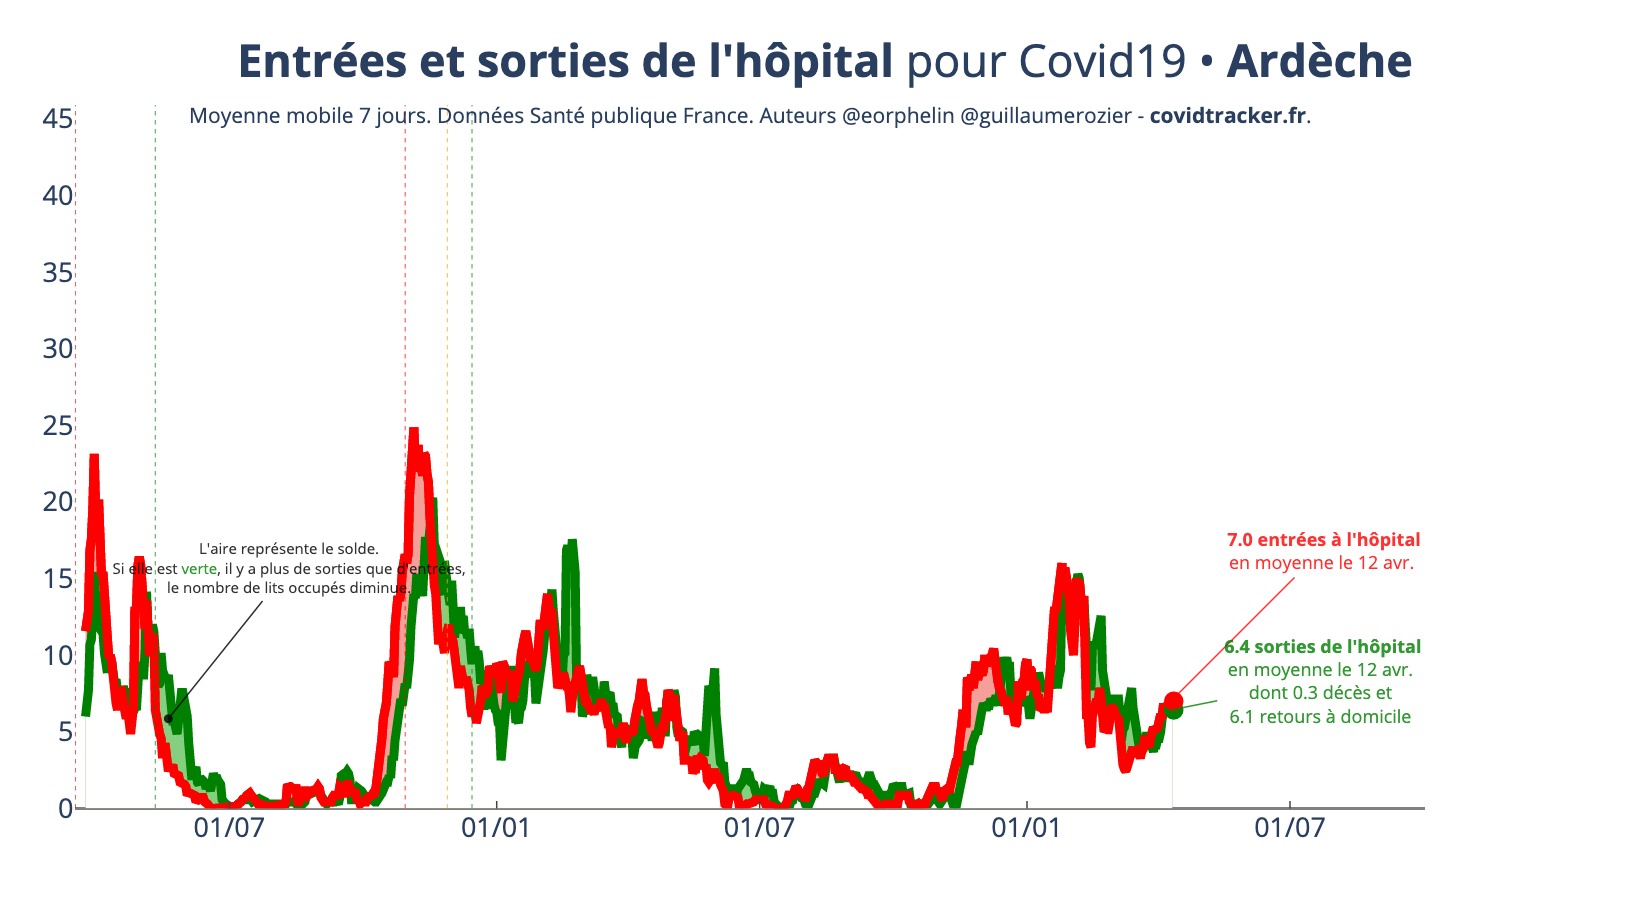 Entrées et sorties de l'hôpital pour Covid19 • Ardèche
Moyenne mobile 7 jours. Données Santé publique France. Auteurs @eorphelin @guillaumerozier - covidtracker.fr.
45
40
35
30
25
20
15
10
5
0
L'aire représente le solde.
Si elle est verte, il y a plus de sorties que d'entrées,
le nombre de lits occupés diminue.
7.0 entrées à l'hôpital
en moyenne le 12 avr.
6.4 sorties de l'hôpital
en moyenne le 12 avr.
dont 0.3 décès et
6.1 retours à domicile
01/07
01/01
01/07
01/01
01/07